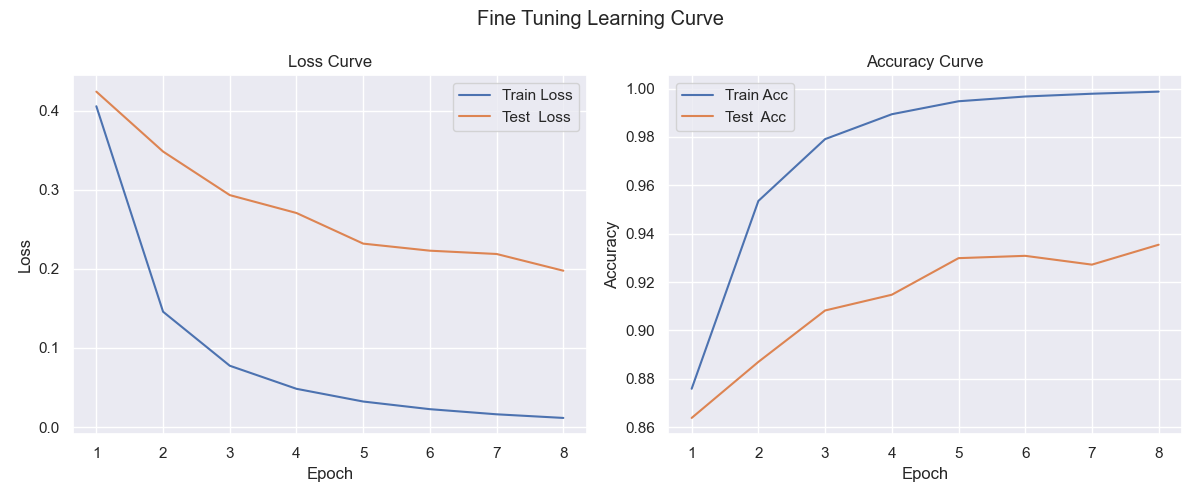 Fine Tuning Learning Curve
Loss Curve
Train Loss
Test  Loss
0.4
0.3
0.2
0.1
0.0
Loss
1 2 3 4 5 6 7 8
Epoch
Accuracy Curve
Train Acc
Test  Acc
1.00
0.98
0.96
0.94
0.92
0.90
0.88
0.86
Accuracy
1 2 3 4 5 6 7 8
Epoch